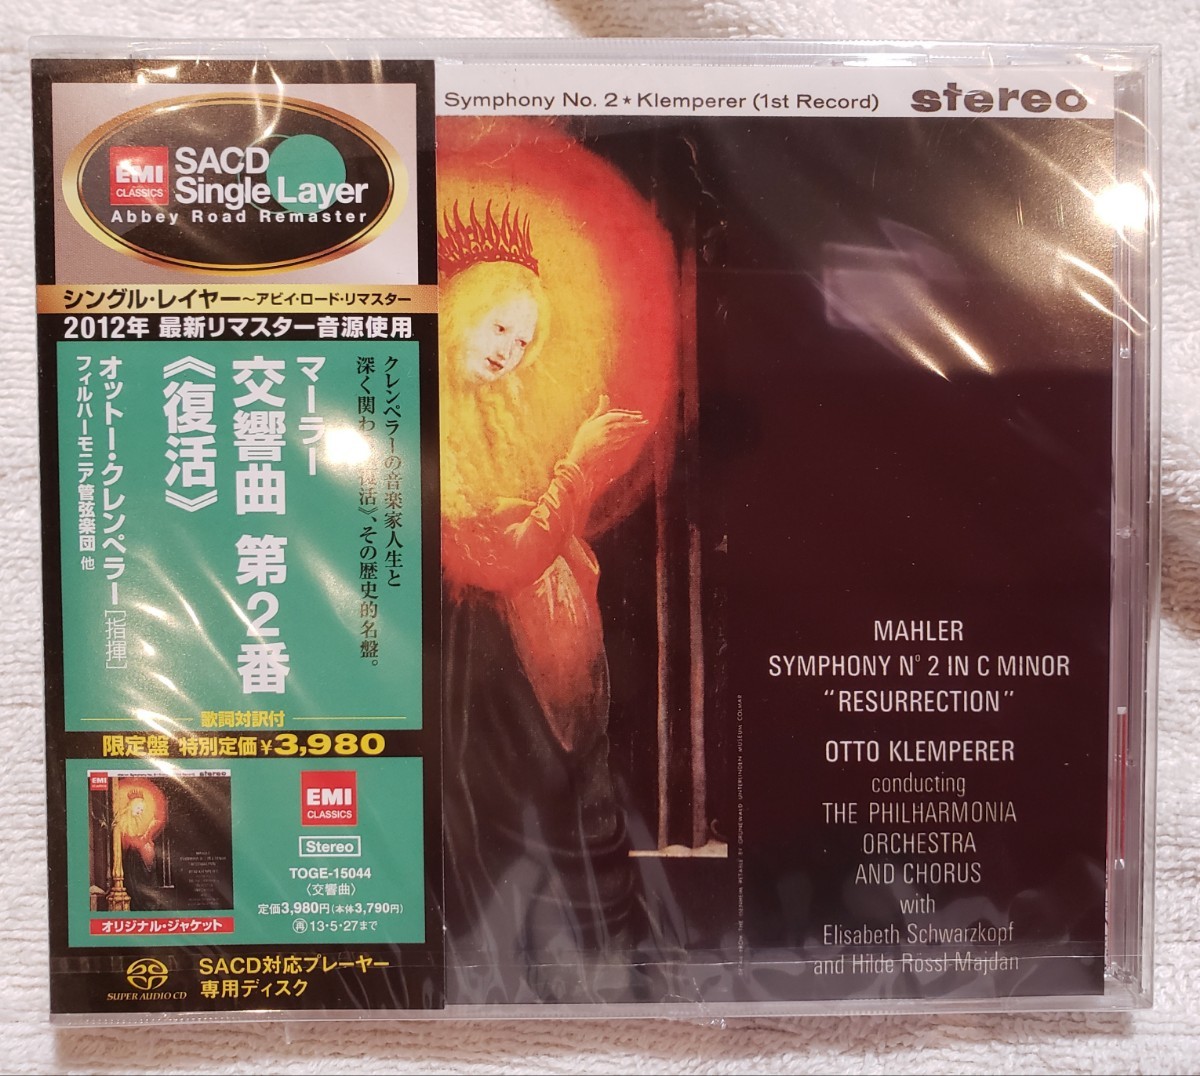 EMI
CLASSICS
SACD
Single Layer
Abbey Road Remaster
シングル・レイヤー～アビイ・ロード・リマスター
2012年 最新リマスター音源使用
クレンペラーの音楽家人生と
深く関わ 復活》、その歴史的名盤。
マーラー
交響曲 第2番
《復活》
オットー・クレンペラー[指揮]
フィルハーモニア管弦楽団 他
歌詞対訳付
限定盤 特別定価¥3,980
オリジナル・ジャケット
EMI
CLASSICS
Stereo
TOGE-15044
〈交響曲〉
定価3,980円(本体3,790円)
㊢13・5・27まで
SUPER AUDIO CD
SACD対応プレーヤー
専用ディスク
Symphony No. 2★Klemperer (1st Record)
stereo
MAHLER
SYMPHONY Nº 2 IN C MINOR
“RESURRECTION”
OTTO KLEMPERER
conducting
THE PHILHARMONIA
ORCHESTRA
AND CHORUS
with
Elisabeth Schwarzkopf
and Hilde Rössl-Majdan